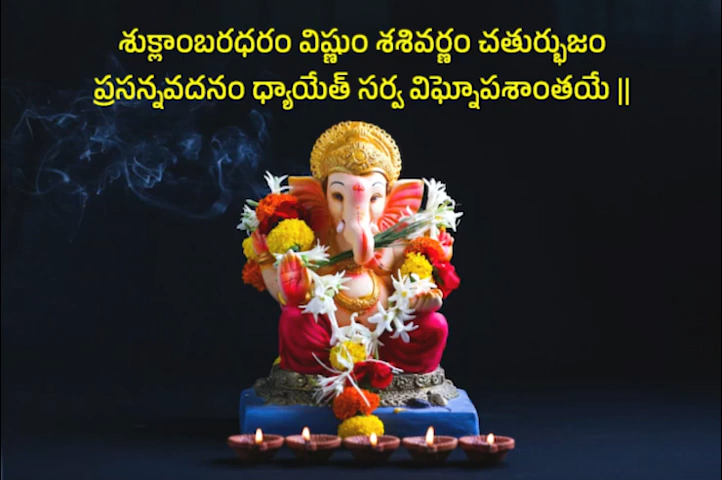 శుక్లాంబరధరం విష్ణుం శశివర్ణం చతుర్భుజం
ప్రసన్నవదనం ధ్యాయేత్ సర్వ విఘ్నోపశాంతయే ||